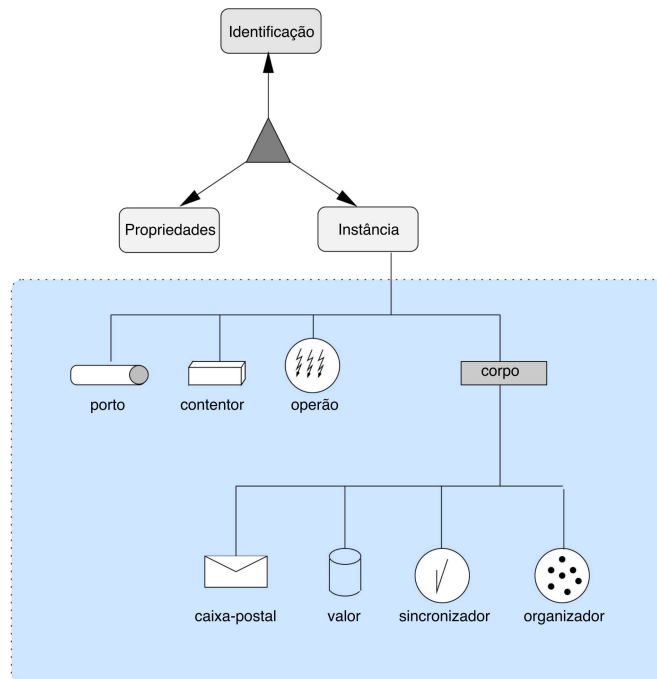 Identificação
Propriedades
Instância
porto
contentor
operão
corpo
caixa-postal
valor
sincronizador
organizador